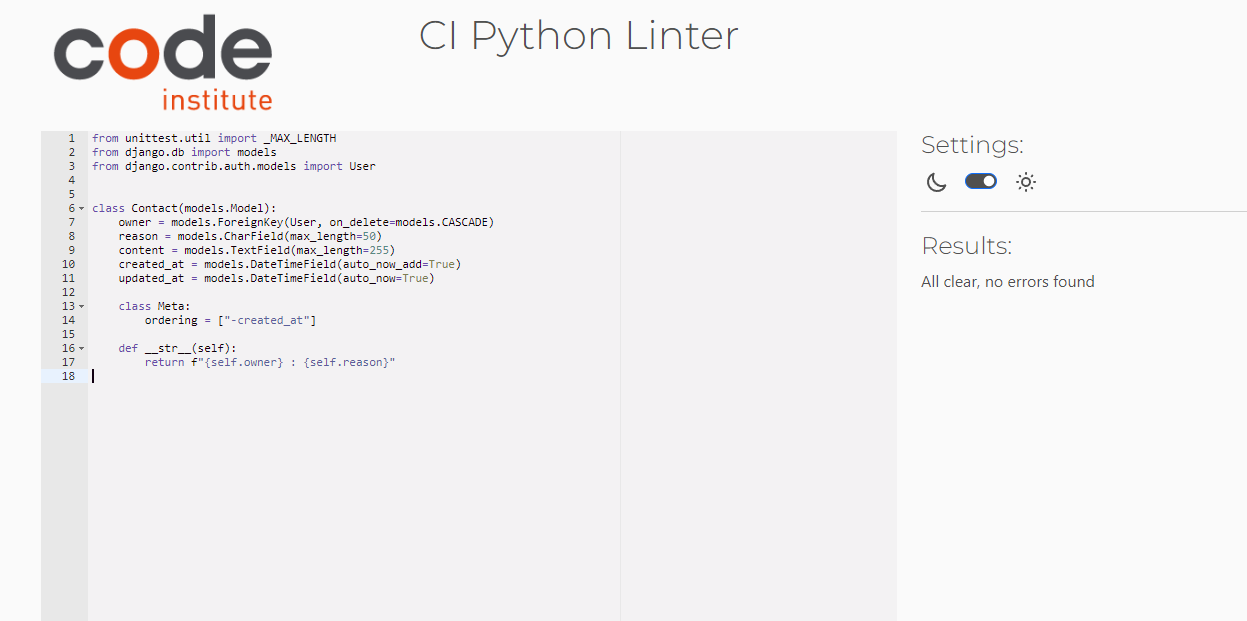 code
institute
CI Python Linter
1 from unittest.util import _MAX_LENGTH
2 from django.db import models
3 from django.contrib.auth.models import User
4
5
6 class Contact(models.Model):
7     owner = models.ForeignKey(User, on_delete=models.CASCADE)
8     reason = models.CharField(max_length=50)
9     content = models.TextField(max_length=255)
10     created_at = models.DateTimeField(auto_now_add=True)
11     updated_at = models.DateTimeField(auto_now=True)
12
13     class Meta:
14         ordering = ["-created_at"]
15
16     def __str__(self):
17         return f"{self.owner} : {self.reason}"
18
Settings:
Results:
All clear, no errors found